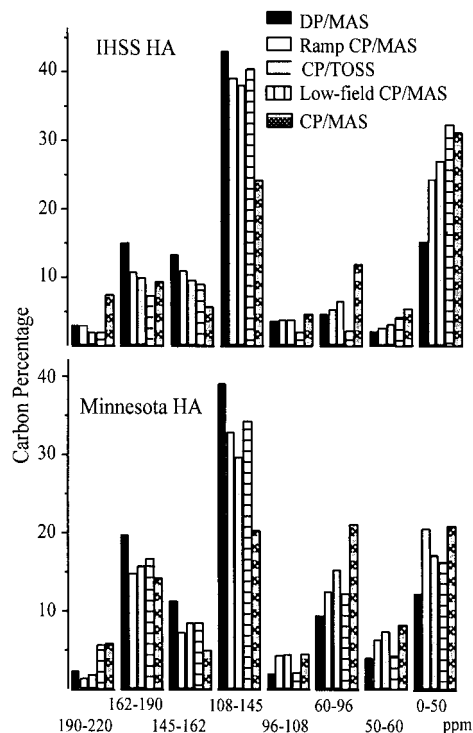 DP/MAS
Ramp CP/MAS
CP/TOSS
Low-field CP/MAS
CP/MAS
IHSS HA
40
30
20
10
Carbon Percentage
Minnesota HA
40
30
20
10
162-190 108-145 60-96 0-50
190-220 145-162 96-108 50-60 ppm